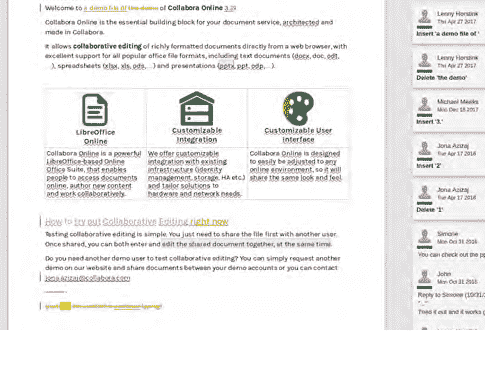 Welcome to a demo file of the demo of Collabora Online 3.2!
Collabora Online is the essential building block for your document service, architected and
made in Collabora.
It allows collaborative editing of richly formatted documents directly from a web browser, with
excellent support for all popular office file formats, including text documents (docx, doc, odt,
...), spreadsheets (xlsx, xls, ods, ...) and presentations (pptx, ppt, odp, ...).
LibreOffice
Online
Customizable
Integration
Customizable User
Interface
Collabora Online is a powerful
LibreOffice-based Online
Office Suite, that enables
people to access documents
online, author new content
and work collaboratively.
We offer customizable
integration with existing
infrastructure (identity
management, storage, HA etc.)
and tailor solutions to
hardware and network needs.
Collabora Online is designed
to easily be adjusted to any
online environment, so it will
share the same look and feel.
How to try out Collaborative Editing right now
Testing collaborative editing is simple. You just need to share the file first with another user.
Once shared, you can both enter and edit the shared document together, at the same time.
Do you need another demo user to test collaborative editing? You can simply request another
demo on our website and share documents between your demo accounts or you can contact
Lenny Horstink
Thu Apr 27 2017
Insert 'a demo file of '
Lenny Horstink
Thu Apr 27 2017
Delete 'the demo'
Michael Meeks
Mon Dec 18 2017
Insert '3.'
Jona Azizaj
Tue Apr 17 2018
Insert '2'
Jona Azizaj
Tue Apr 17 2018
Delete '1'
Simone
Mon Oct 31 2016
You can check out the
John
Mon Oct 31 2016
Reply to Simone (10/31/
Tried it out and it works